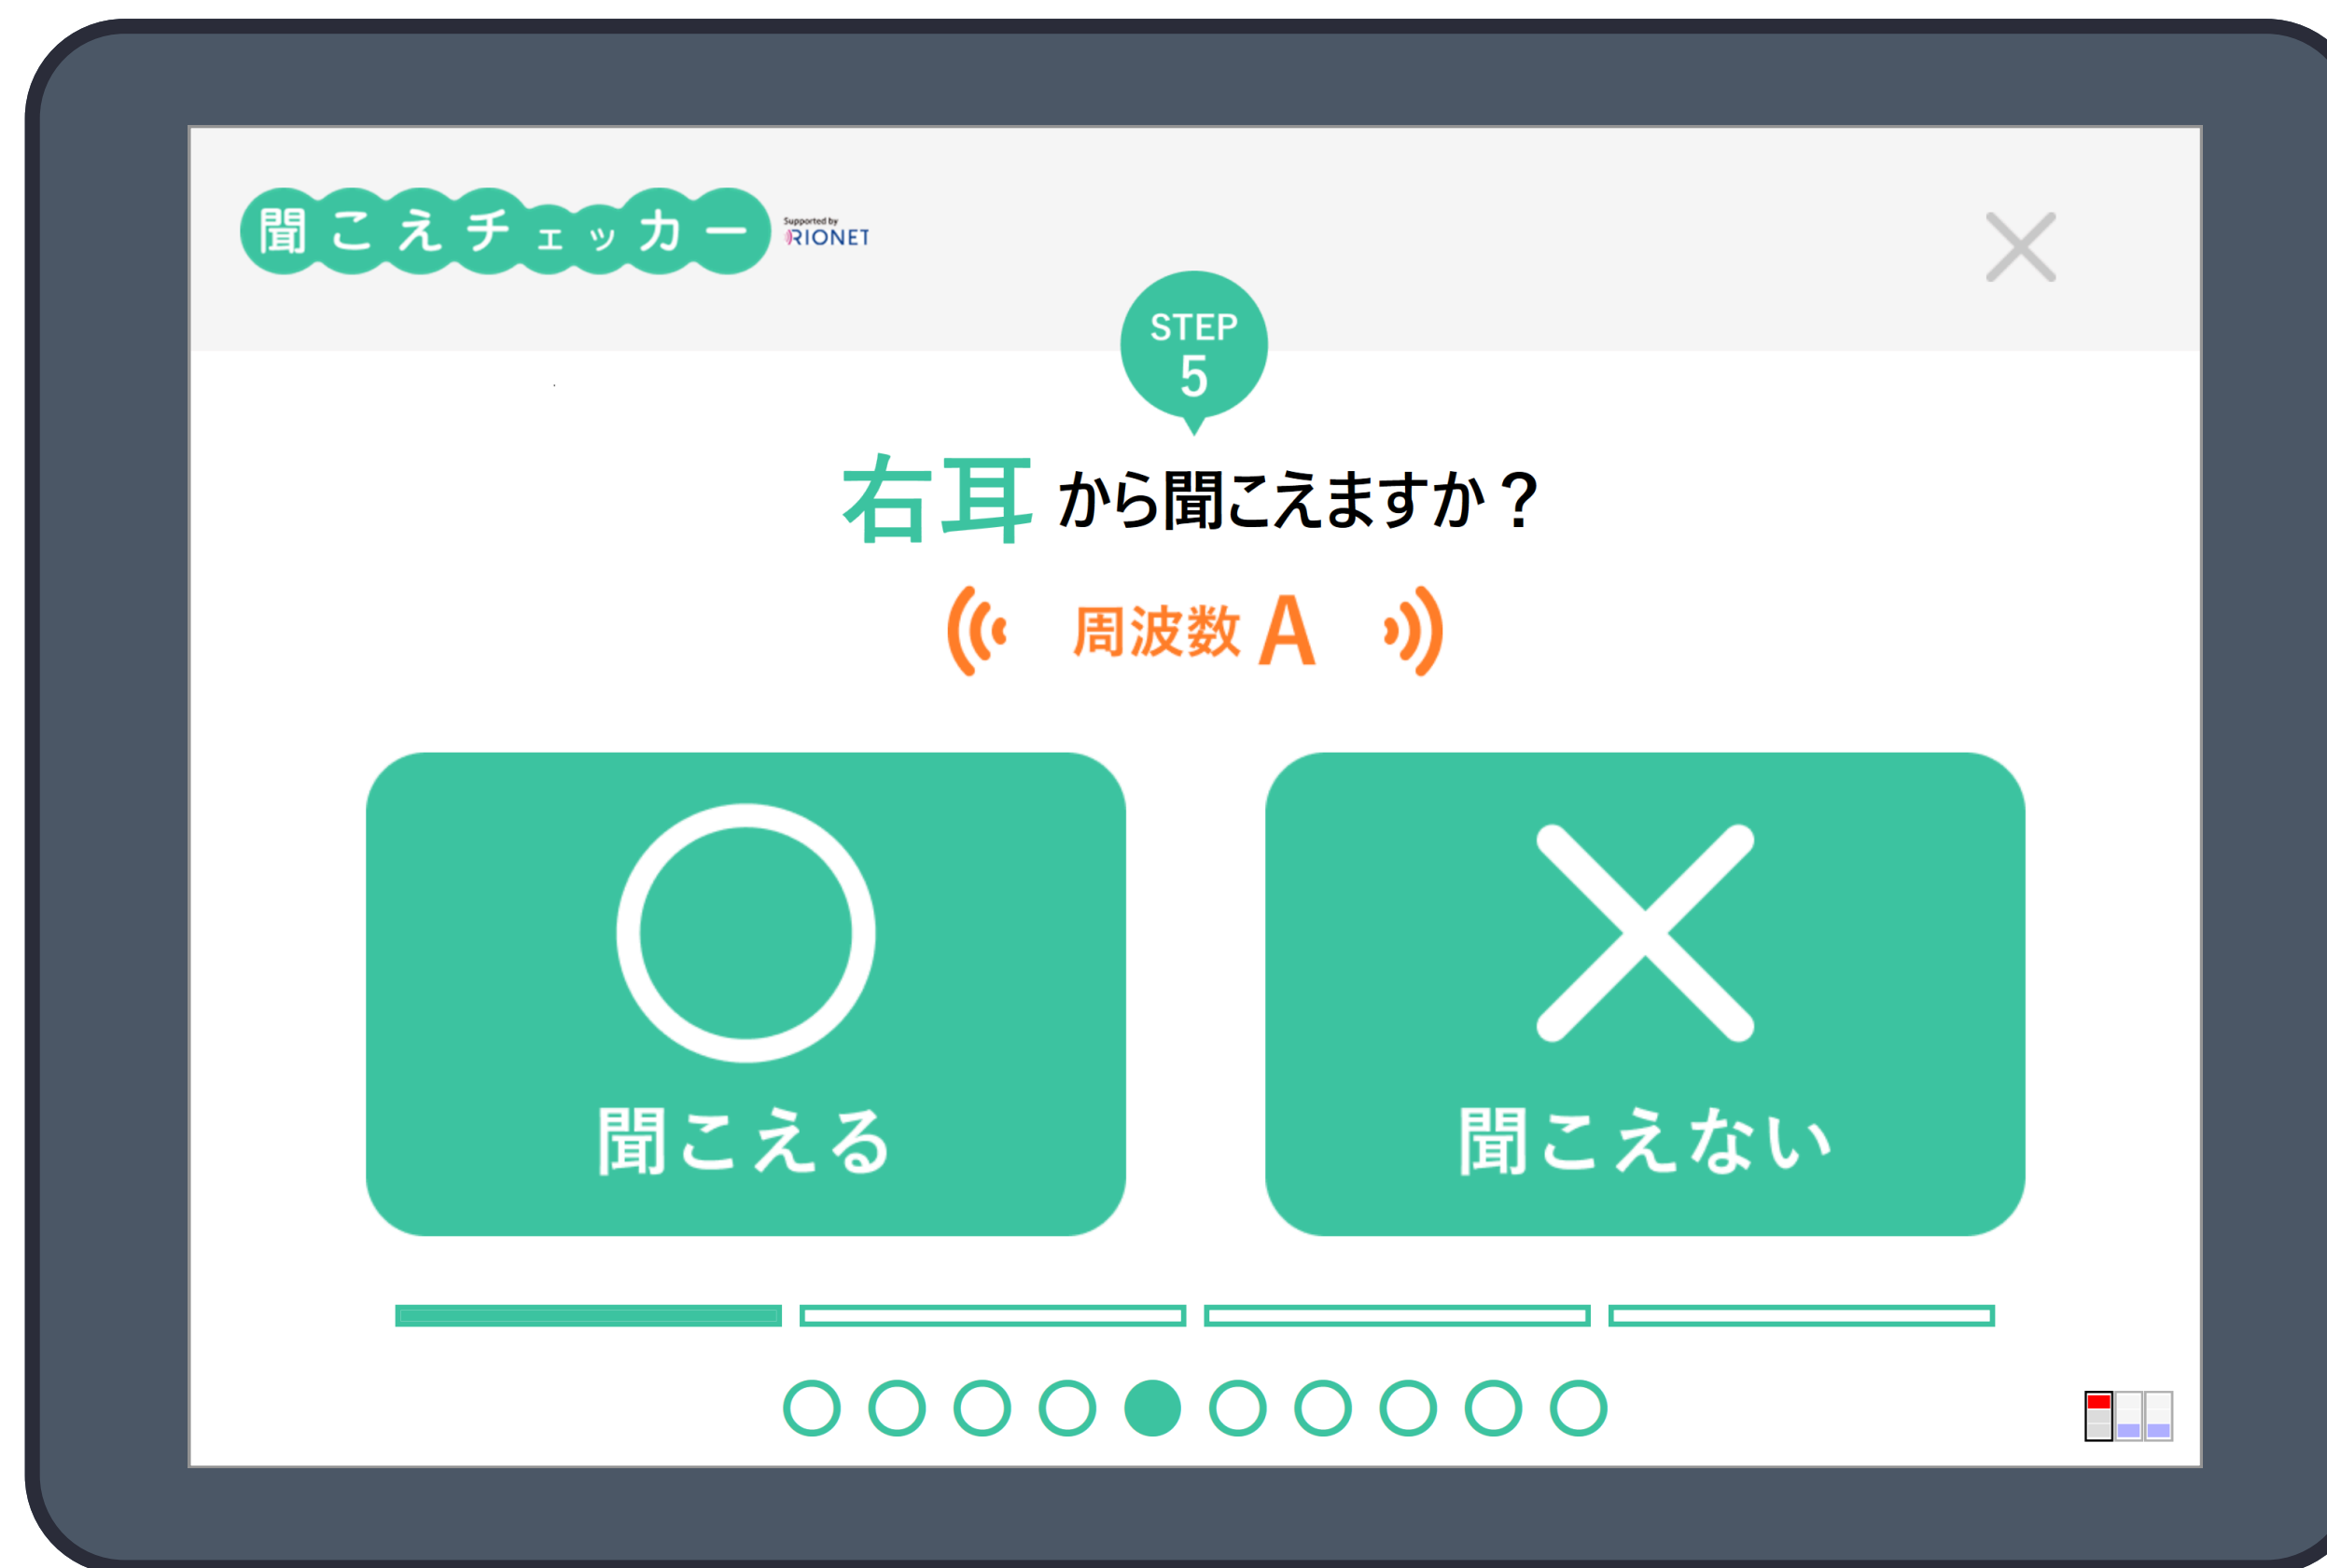 聞こえチェッカー
Supported by
RIONET
STEP
5
右耳 から聞こえますか？
周波数 A
聞こえる
聞こえない